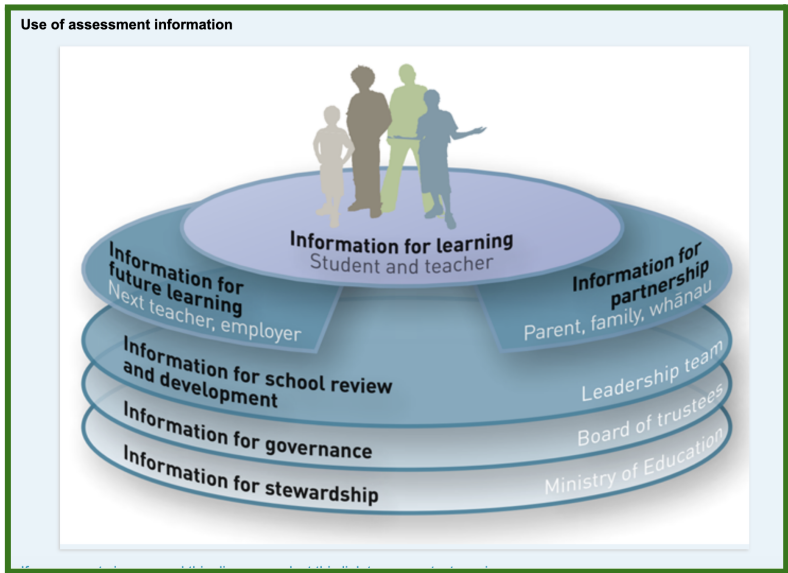 Use of assessment information
Information for learning
Student and teacher
Information for
future learning
Next teacher, employer
Information for
partnership
Parent, family, whānau
Information for school review
and development
Leadership team
Information for governance
Board of trustees
Information for stewardship
Ministry of Education